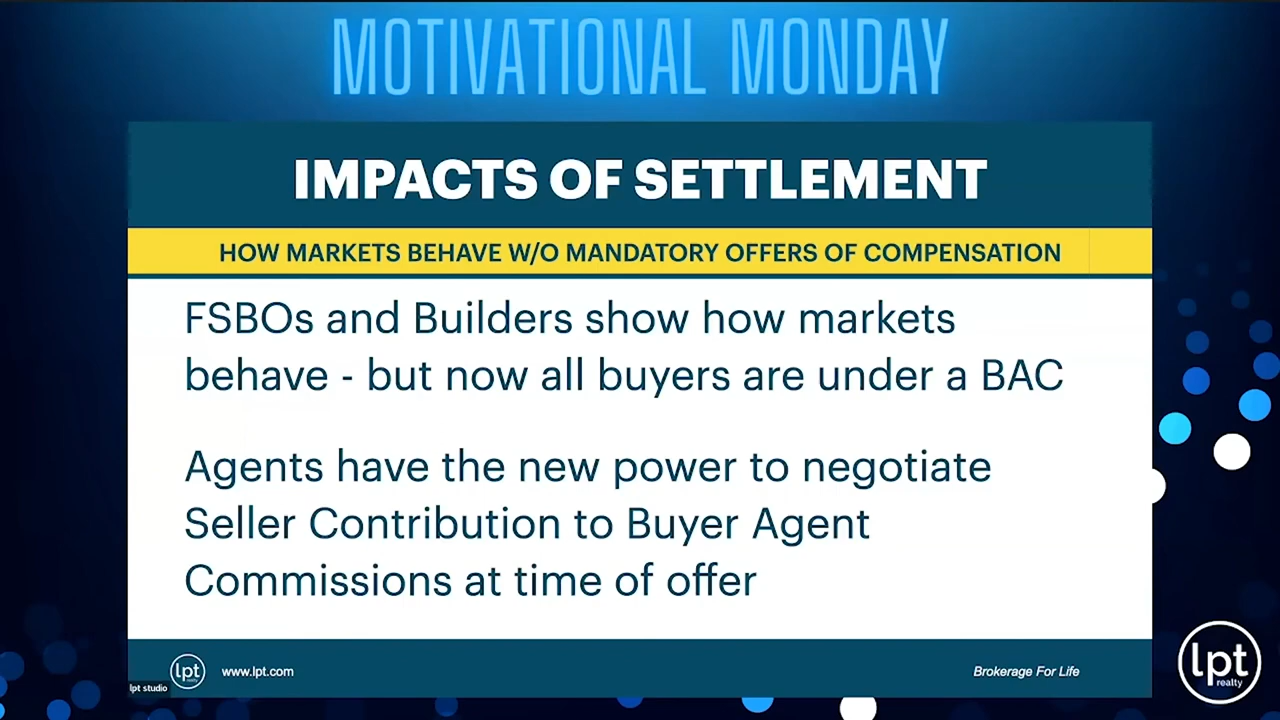 MOTIVATIONAL MONDAY
IMPACTS OF SETTLEMENT
HOW MARKETS BEHAVE W/O MANDATORY OFFERS OF COMPENSATION
FSBOs and Builders show how markets
behave - but now all buyers are under a BAC
Agents have the new power to negotiate
Seller Contribution to Buyer Agent
Commissions at time of offer
lpt
www.lpt.com
Brokerage For Life
lpt studio
lpt
realty